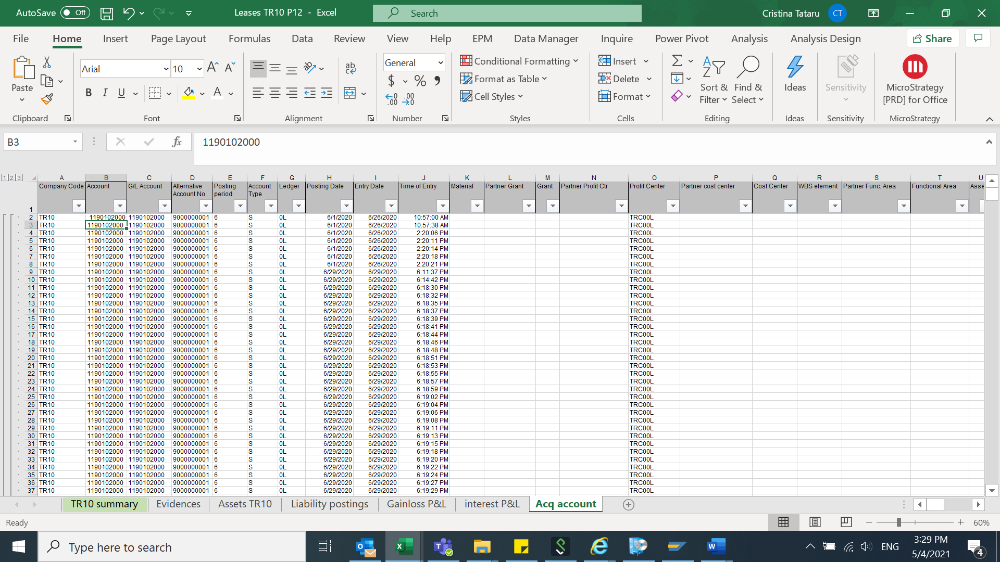 AutoSave Off Leases TR10 P12 - Excel Search Cristina Tataru CT
File Home Insert Page Layout Formulas Data Review View Help EPM Data Manager Inquire Power Pivot Analysis Analysis Design Share
Paste Arial 10 General Conditional Formatting Format as Table Cell Styles Insert Delete Format Sort & Filter Find & Select Ideas Sensitivity MicroStrategy [PRD] for Office
Clipboard Font Alignment Number Styles Cells Editing Ideas Sensitivity MicroStrategy
B3 fx 1190102000
1 2 3 A B C D E F G H I J K L M N O P Q R S T U
1 Company Code Account G/L Account Alternative Account No. Posting period Account Type Ledger Posting Date Entry Date Time of Entry Material Partner Grant Grant Partner Profit Ctr Profit Center Partner cost center Cost Center WBS element Partner Func. Area Functional Area Asse
2 TR10 1190102000 1190102000 9000000001 6 S 0L 6/1/2020 6/26/2020 10:57:00 AM TRC00L
3 TR10 1190102000 1190102000 9000000001 6 S 0L 6/1/2020 6/26/2020 10:57:38 AM TRC00L
4 TR10 1190102000 1190102000 9000000001 6 S 0L 6/1/2020 6/26/2020 2:20:06 PM TRC00L
5 TR10 1190102000 1190102000 9000000001 6 S 0L 6/1/2020 6/26/2020 2:20:11 PM TRC00L
6 TR10 1190102000 1190102000 9000000001 6 S 0L 6/1/2020 6/26/2020 2:20:14 PM TRC00L
7 TR10 1190102000 1190102000 9000000001 6 S 0L 6/1/2020 6/26/2020 2:20:18 PM TRC00L
8 TR10 1190102000 1190102000 9000000001 6 S 0L 6/1/2020 6/26/2020 2:20:21 PM TRC00L
9 TR10 1190102000 1190102000 9000000001 6 S 0L 6/29/2020 6/29/2020 6:11:37 PM TRC00L
10 TR10 1190102000 1190102000 9000000001 6 S 0L 6/29/2020 6/29/2020 6:14:42 PM TRC00L
11 TR10 1190102000 1190102000 9000000001 6 S 0L 6/29/2020 6/29/2020 6:18:30 PM TRC00L
12 TR10 1190102000 1190102000 9000000001 6 S 0L 6/29/2020 6/29/2020 6:18:32 PM TRC00L
13 TR10 1190102000 1190102000 9000000001 6 S 0L 6/29/2020 6/29/2020 6:18:35 PM TRC00L
14 TR10 1190102000 1190102000 9000000001 6 S 0L 6/29/2020 6/29/2020 6:18:37 PM TRC00L
15 TR10 1190102000 1190102000 9000000001 6 S 0L 6/29/2020 6/29/2020 6:18:39 PM TRC00L
16 TR10 1190102000 1190102000 9000000001 6 S 0L 6/29/2020 6/29/2020 6:18:41 PM TRC00L
17 TR10 1190102000 1190102000 9000000001 6 S 0L 6/29/2020 6/29/2020 6:18:44 PM TRC00L
18 TR10 1190102000 1190102000 9000000001 6 S 0L 6/29/2020 6/29/2020 6:18:46 PM TRC00L
19 TR10 1190102000 1190102000 9000000001 6 S 0L 6/29/2020 6/29/2020 6:18:48 PM TRC00L
20 TR10 1190102000 1190102000 9000000001 6 S 0L 6/29/2020 6/29/2020 6:18:51 PM TRC00L
21 TR10 1190102000 1190102000 9000000001 6 S 0L 6/29/2020 6/29/2020 6:18:53 PM TRC00L
22 TR10 1190102000 1190102000 9000000001 6 S 0L 6/29/2020 6/29/2020 6:18:55 PM TRC00L
23 TR10 1190102000 1190102000 9000000001 6 S 0L 6/29/2020 6/29/2020 6:18:57 PM TRC00L
24 TR10 1190102000 1190102000 9000000001 6 S 0L 6/29/2020 6/29/2020 6:18:59 PM TRC00L
25 TR10 1190102000 1190102000 9000000001 6 S 0L 6/29/2020 6/29/2020 6:19:02 PM TRC00L
26 TR10 1190102000 1190102000 9000000001 6 S 0L 6/29/2020 6/29/2020 6:19:04 PM TRC00L
27 TR10 1190102000 1190102000 9000000001 6 S 0L 6/29/2020 6/29/2020 6:19:06 PM TRC00L
28 TR10 1190102000 1190102000 9000000001 6 S 0L 6/29/2020 6/29/2020 6:19:08 PM TRC00L
29 TR10 1190102000 1190102000 9000000001 6 S 0L 6/29/2020 6/29/2020 6:19:11 PM TRC00L
30 TR10 1190102000 1190102000 9000000001 6 S 0L 6/29/2020 6/29/2020 6:19:13 PM TRC00L
31 TR10 1190102000 1190102000 9000000001 6 S 0L 6/29/2020 6/29/2020 6:19:15 PM TRC00L
32 TR10 1190102000 1190102000 9000000001 6 S 0L 6/29/2020 6/29/2020 6:19:18 PM TRC00L
33 TR10 1190102000 1190102000 9000000001 6 S 0L 6/29/2020 6/29/2020 6:19:20 PM TRC00L
34 TR10 1190102000 1190102000 9000000001 6 S 0L 6/29/2020 6/29/2020 6:19:22 PM TRC00L
35 TR10 1190102000 1190102000 9000000001 6 S 0L 6/29/2020 6/29/2020 6:19:24 PM TRC00L
36 TR10 1190102000 1190102000 9000000001 6 S 0L 6/29/2020 6/29/2020 6:19:27 PM TRC00L
37 TR10 1190102000 1190102000 9000000001 6 S 0L 6/29/2020 6/29/2020 6:19:29 PM TRC00L
TR10 summary Evidences Assets TR10 Liability postings Gainloss P&L interest P&L Acq account
Ready 60%
Type here to search ENG 3:29 PM 5/4/2021 4